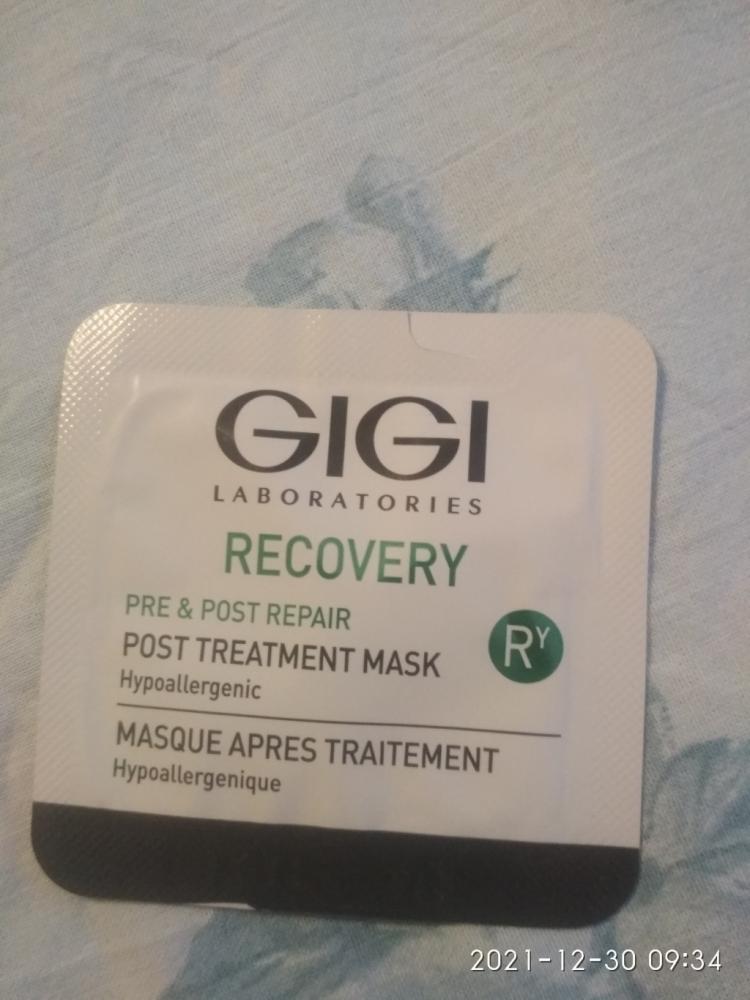 GIGI
LABORATORIES
RECOVERY
PRE & POST REPAIR
POST TREATMENT MASK
Hypoallergenic
RY
MASQUE APRES TRAITEMENT
Hypoallergenique
2021-12-30 09:34